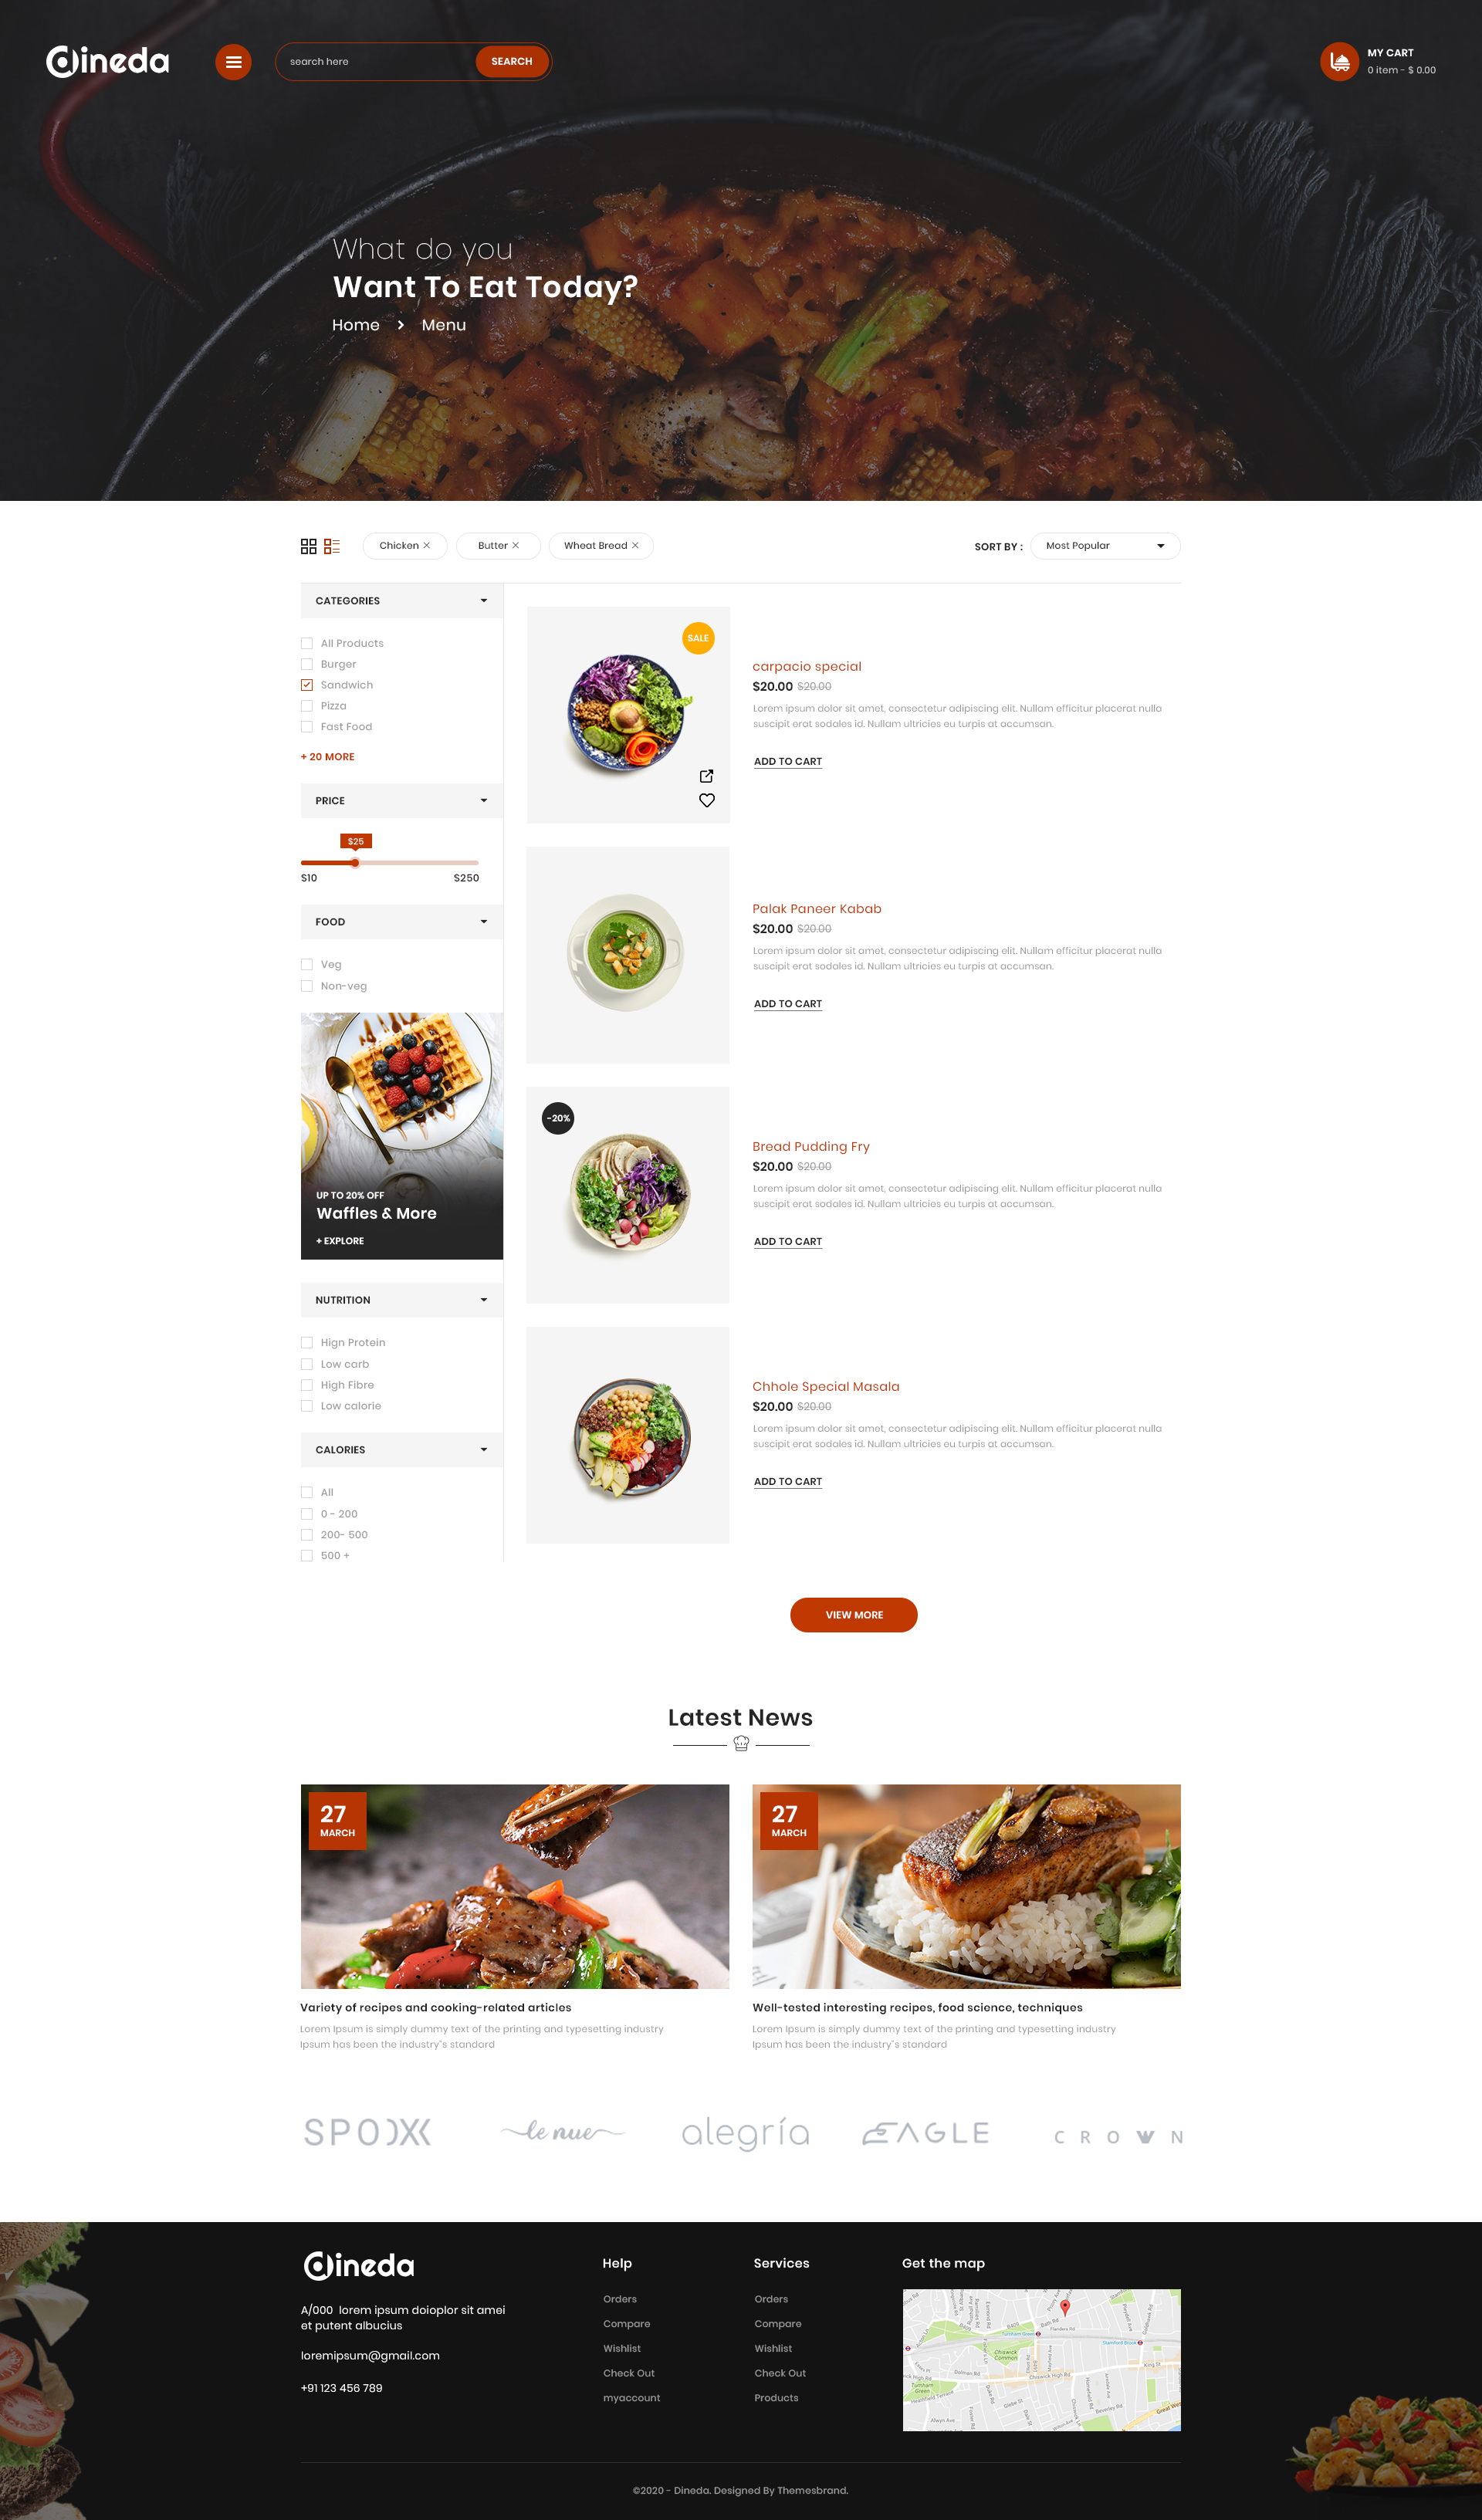 Dineda
search here
SEARCH
MY CART
0 item - $ 0.00
What do you
Want To Eat Today?
Home > Menu
Chicken ×
Butter ×
Wheat Bread ×
SORT BY :
Most Popular
CATEGORIES
All Products
Burger
Sandwich
Pizza
Fast Food
+ 20 MORE
PRICE
$25
$10
$250
FOOD
Veg
Non-veg
UP TO 20% OFF
Waffles & More
+ EXPLORE
NUTRITION
Hign Protein
Low carb
High Fibre
Low calorie
CALORIES
All
0 - 200
200- 500
500 +
SALE
carpacio special
$20.00 $20.00
Lorem ipsum dolor sit amet, consectetur adipiscing elit. Nullam efficitur placerat nulla
suscipit erat sodales id. Nullam ultricies eu turpis at accumsan.
ADD TO CART
Palak Paneer Kabab
$20.00 $20.00
Lorem ipsum dolor sit amet, consectetur adipiscing elit. Nullam efficitur placerat nulla
suscipit erat sodales id. Nullam ultricies eu turpis at accumsan.
ADD TO CART
-20%
Bread Pudding Fry
$20.00 $20.00
Lorem ipsum dolor sit amet, consectetur adipiscing elit. Nullam efficitur placerat nulla
suscipit erat sodales id. Nullam ultricies eu turpis at accumsan.
ADD TO CART
Chhole Special Masala
$20.00 $20.00
Lorem ipsum dolor sit amet, consectetur adipiscing elit. Nullam efficitur placerat nulla
suscipit erat sodales id. Nullam ultricies eu turpis at accumsan.
ADD TO CART
VIEW MORE
Latest News
27
MARCH
Variety of recipes and cooking-related articles
Lorem Ipsum is simply dummy text of the printing and typesetting industry
Ipsum has been the industry"s standard
27
MARCH
Well-tested interesting recipes, food science, techniques
Lorem Ipsum is simply dummy text of the printing and typesetting industry
Ipsum has been the industry"s standard
le nue
alegría
EAGLE
CROWN
Dineda
A/000 lorem ipsum doioplor sit amei
et putent albucius
loremipsum@gmail.com
+91 123 456 789
Help
Orders
Compare
Wishlist
Check Out
myaccount
Services
Orders
Compare
Wishlist
Check Out
Products
Get the map
Turnham Green
Stamford Brook
Chiswick
Common
Turnham
Green
Chiswick High Rd
©2020 - Dineda. Designed By Themesbrand.